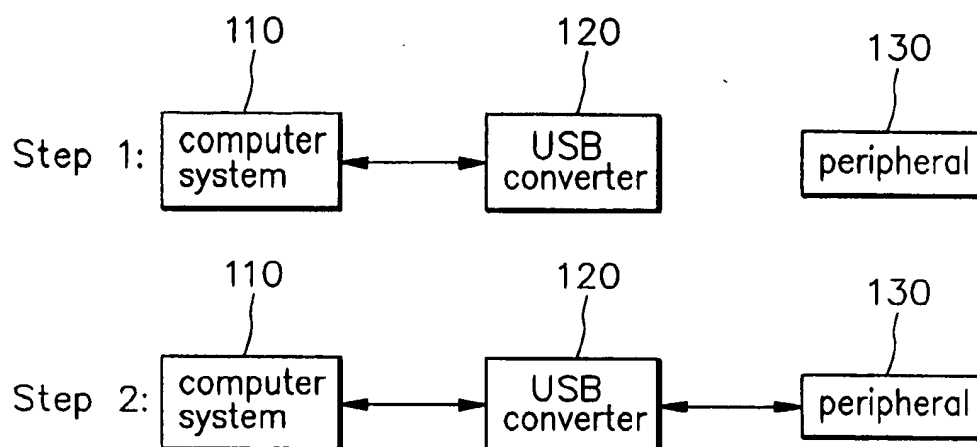 110
120
130
Step 1:
computer
system
USB
converter
peripheral
110
120
130
Step 2:
computer
system
USB
converter
peripheral